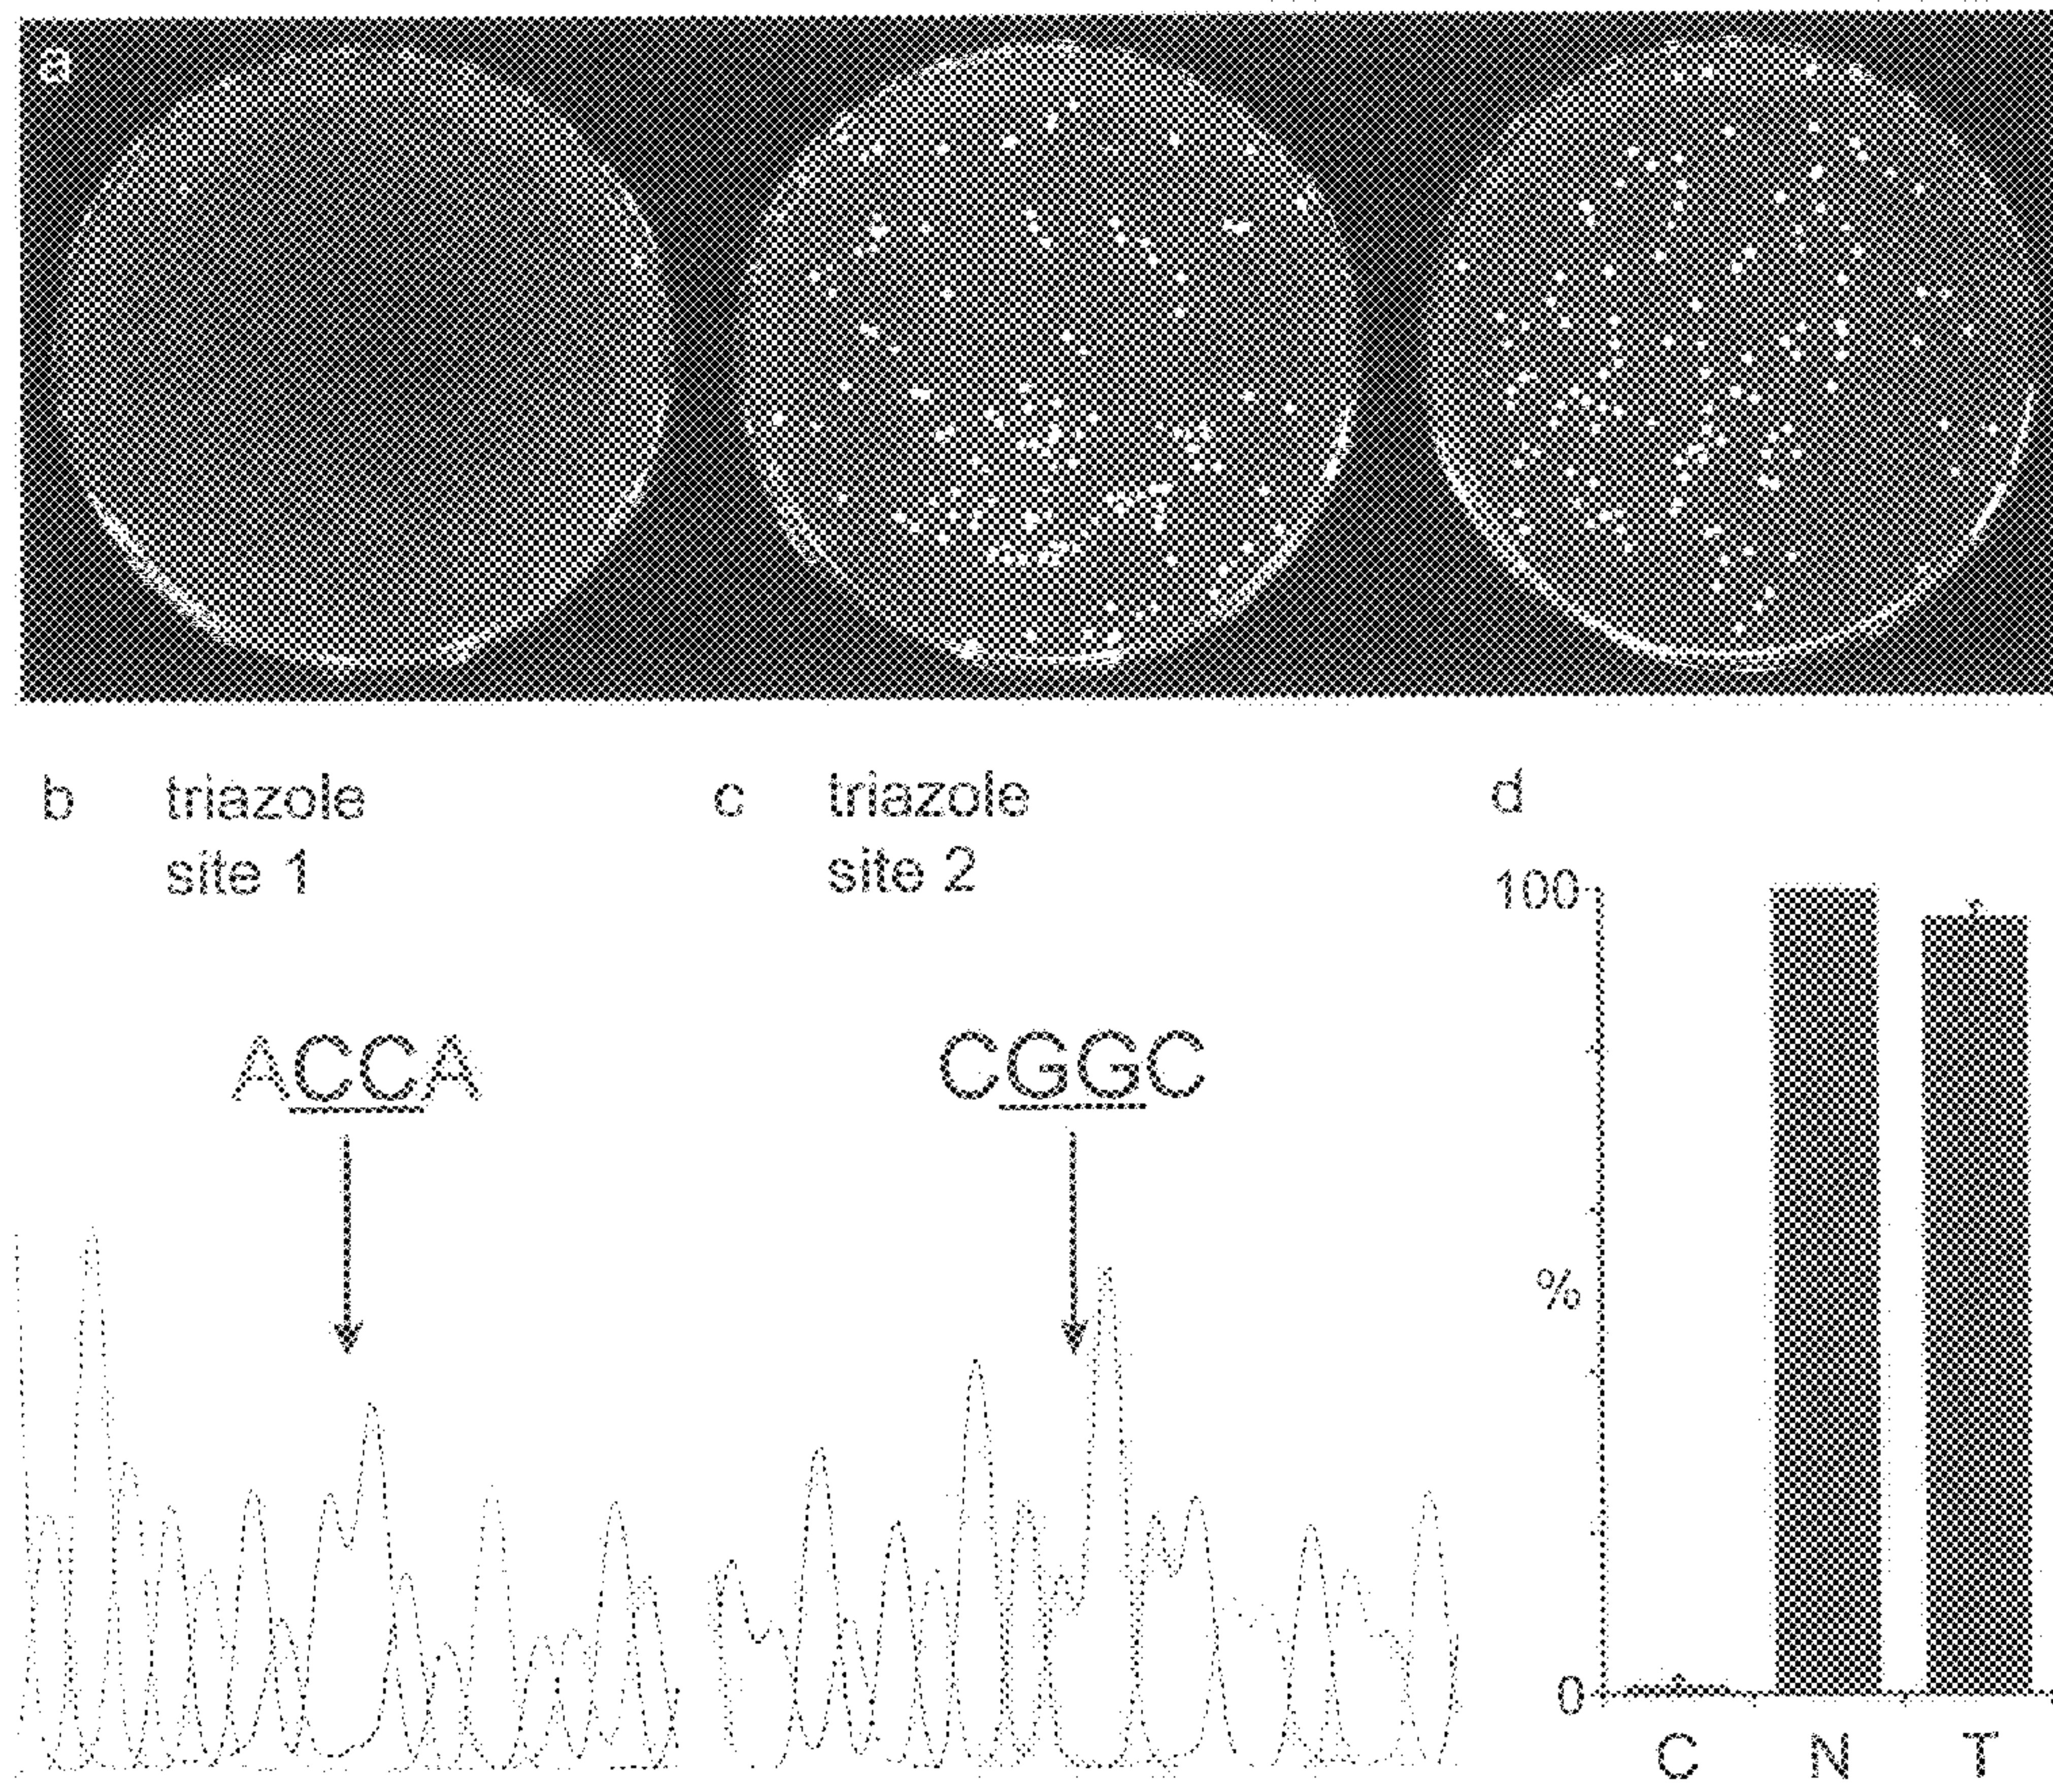 a
b triazole
site 1
c triazole
site 2
d
ACCA
CGGC
100
%
0
C N T